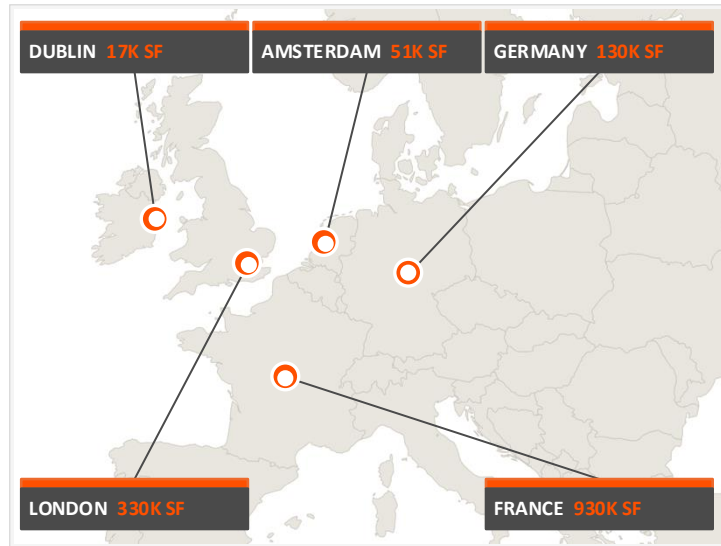 DUBLIN 17K SF
AMSTERDAM 51K SF
GERMANY 130K SF
LONDON 330K SF
FRANCE 930K SF